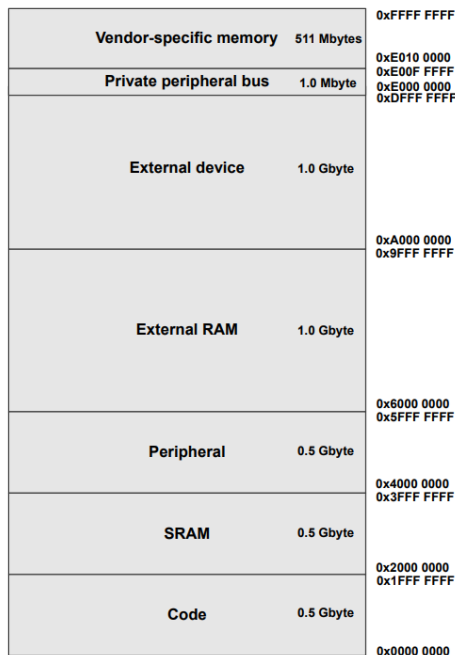 0xFFFF FFFF
Vendor-specific memory 511 Mbytes
0xE010 0000
0xE00F FFFF
Private peripheral bus 1.0 Mbyte
0xE000 0000
0xDFFF FFFF
External device 1.0 Gbyte
0xA000 0000
0x9FFF FFFF
External RAM 1.0 Gbyte
0x6000 0000
0x5FFF FFFF
Peripheral 0.5 Gbyte
0x4000 0000
0x3FFF FFFF
SRAM 0.5 Gbyte
0x2000 0000
0x1FFF FFFF
Code 0.5 Gbyte
0x0000 0000